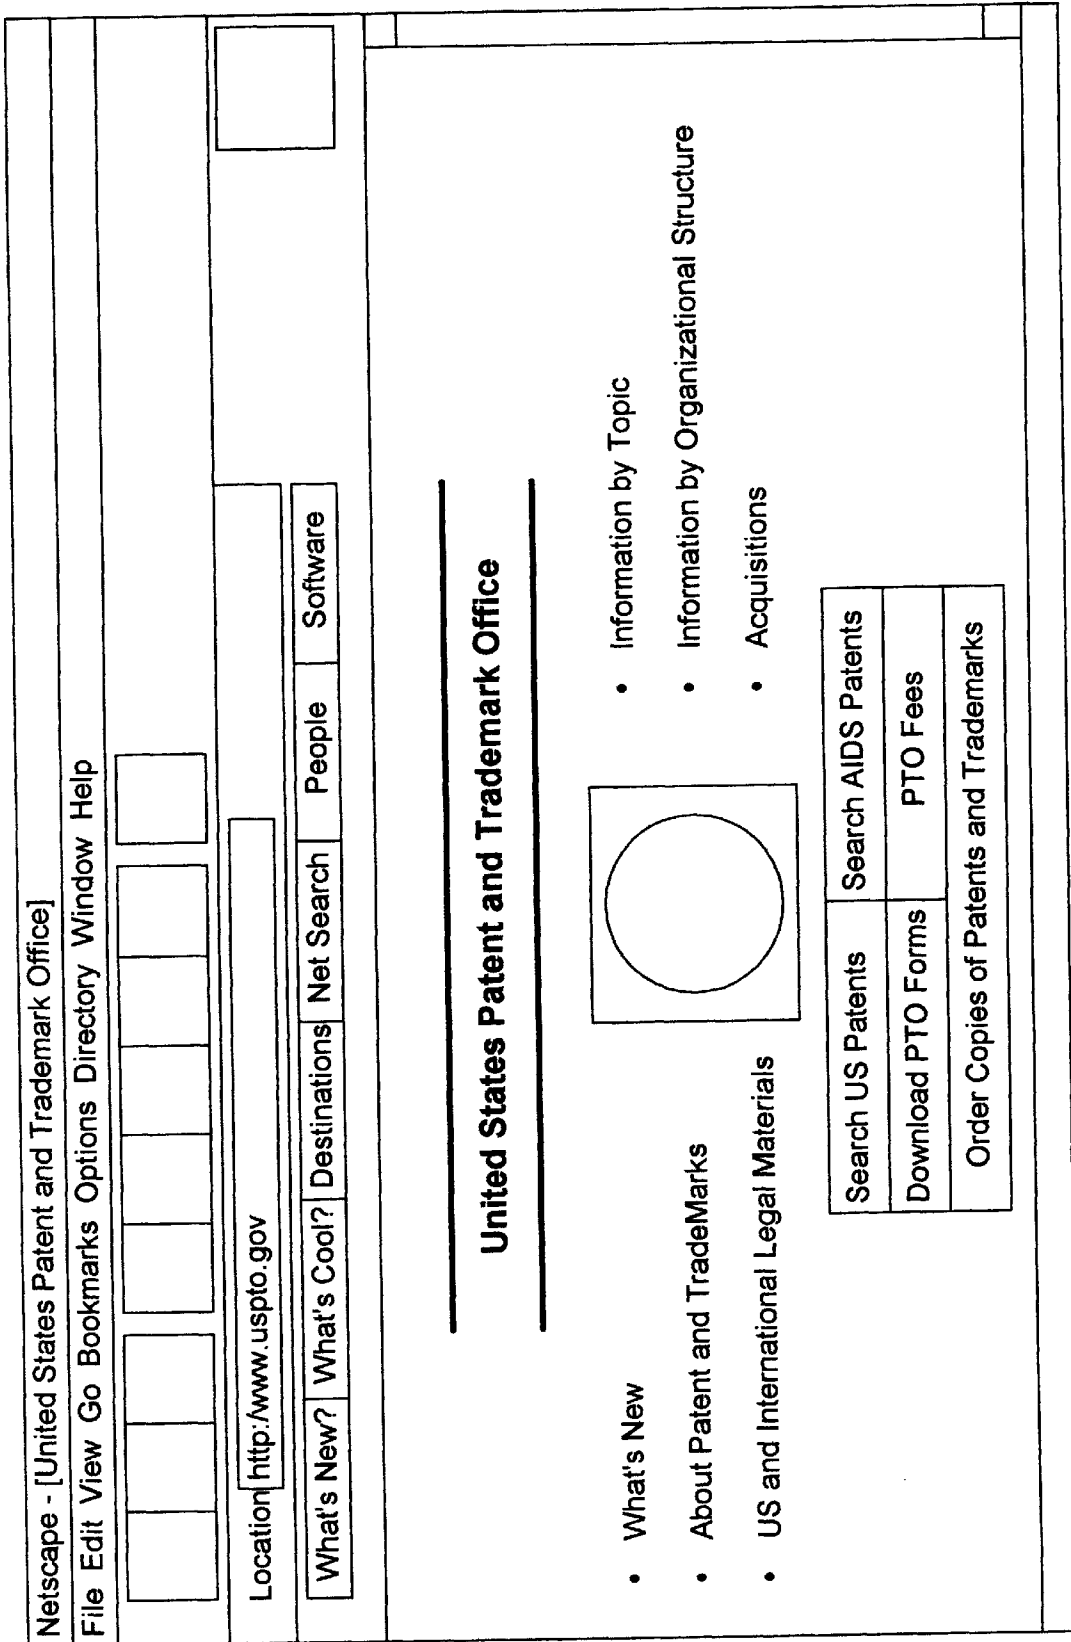 Netscape - [United States Patent and Trademark Office]
File Edit View Go Bookmarks Options Directory Window Help
Location http:/www.uspto.gov
What's New? What's Cool? Destinations Net Search People Software
United States Patent and Trademark Office
• What's New
• About Patent and TradeMarks
• US and International Legal Materials
• Information by Topic
• Information by Organizational Structure
• Acquisitions
Search US Patents Search AIDS Patents
Download PTO Forms PTO Fees
Order Copies of Patents and Trademarks